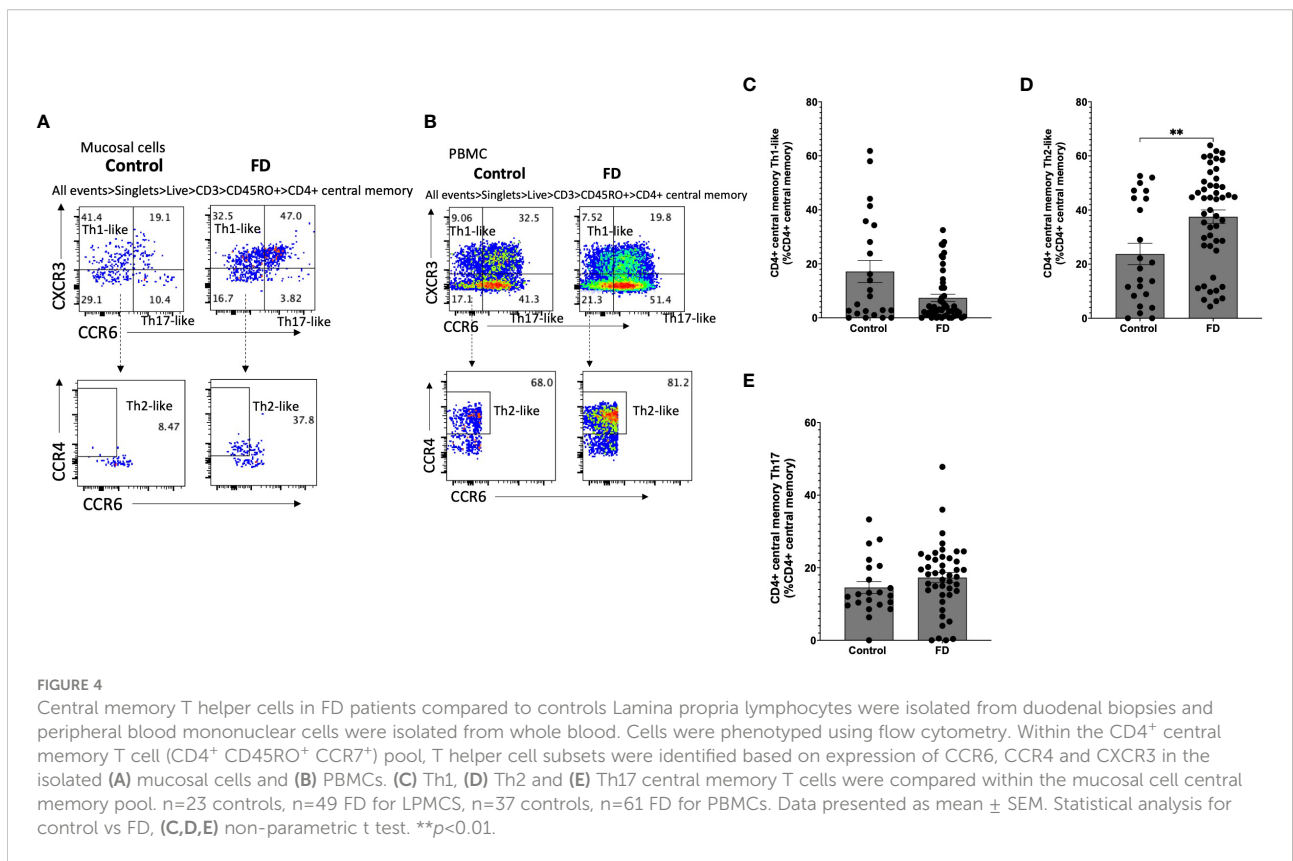 A
Mucosal cells
Control FD
All events>Singlets>Live>CD3>CD45RO+>CD4+ central memory
CXCR3
41.4 19.1
Th1-like
29.1 10.4
Th17-like
32.5 47.0
Th1-like
16.7 3.82
Th17-like
CCR6
CCR4
Th2-like
8.47
Th2-like
37.8
CCR6
B
PBMC
Control FD
All events>Singlets>Live>CD3>CD45RO+>CD4+ central memory
CXCR3
9.06 32.5
Th1-like
17.1 41.3
Th17-like
7.52 19.8
Th1-like
21.3 51.4
Th17-like
CCR6
CCR4
68.0
Th2-like
81.2
Th2-like
CCR6
C
CD4+ central memory Th1-like
(%CD4+ central memory)
80
60
40
20
0
Control FD
D
CD4+ central memory Th2-like
(%CD4+ central memory)
80
60
40
20
0
**
Control FD
E
CD4+ central memory Th17
(%CD4+ central memory)
60
40
20
0
Control FD
FIGURE 4
Central memory T helper cells in FD patients compared to controls Lamina propria lymphocytes were isolated from duodenal biopsies and
peripheral blood mononuclear cells were isolated from whole blood. Cells were phenotyped using flow cytometry. Within the CD4⁺ central
memory T cell (CD4⁺ CD45RO⁺ CCR7⁺) pool, T helper cell subsets were identified based on expression of CCR6, CCR4 and CXCR3 in the
isolated (A) mucosal cells and (B) PBMCs. (C) Th1, (D) Th2 and (E) Th17 central memory T cells were compared within the mucosal cell central
memory pool. n=23 controls, n=49 FD for LPMCS, n=37 controls, n=61 FD for PBMCs. Data presented as mean ± SEM. Statistical analysis for
control vs FD, (C,D,E) non-parametric t test. **p<0.01.